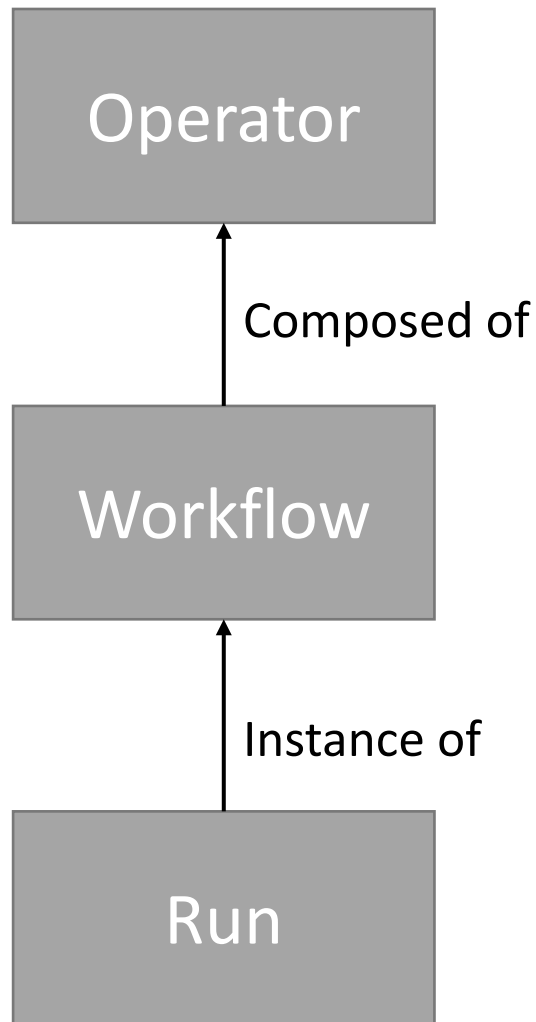 Operator
Composed of
Workflow
Instance of
Run